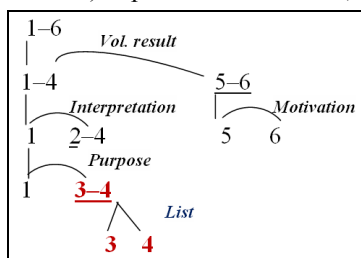 1–6
Vol. result
1–4 5–6
Interpretation Motivation
1 2–4 5 6
Purpose
1 3–4
List
3 4